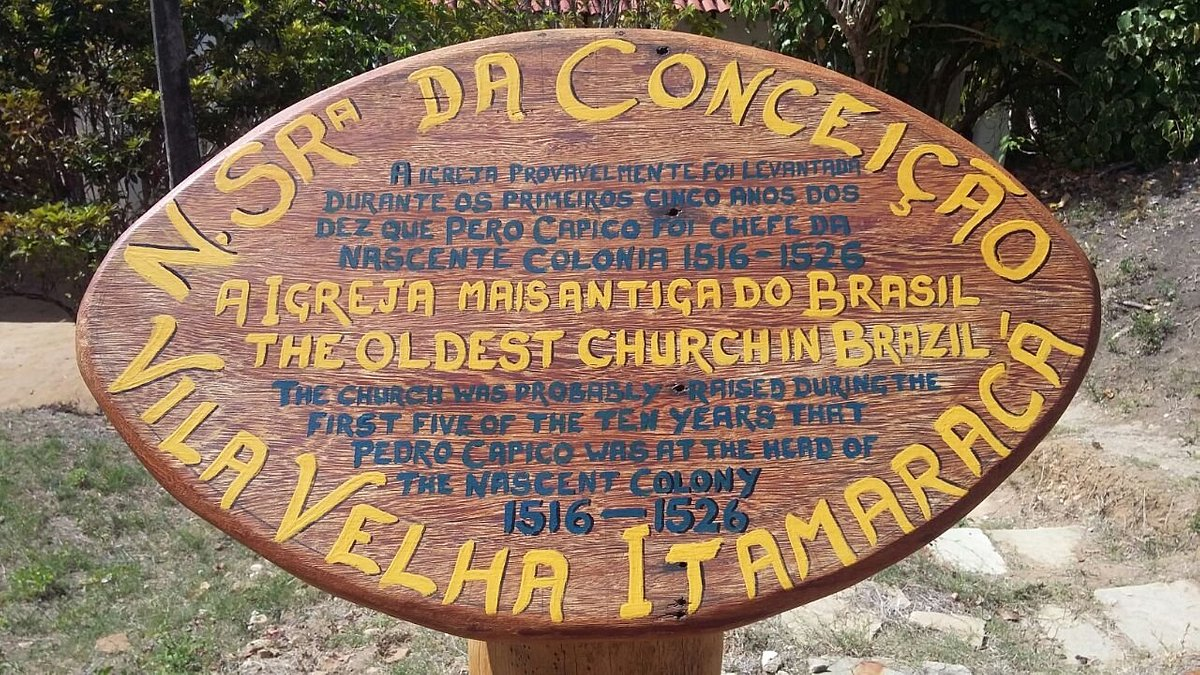 N. SRa DA CONCEIÇÃO
A IGREJA PROVAVELMENTE FOI LEVANTADA
DURANTE OS PRIMEIROS CINCO ANOS DOS
DEZ QUE PERO CAPICO FOI CHEFE DA
NASCENTE COLONIA 1516-1526
A IGREJA MAIS ANTIGA DO BRASIL
THE OLDEST CHURCH IN BRAZIL
THE CHURCH WAS PROBABLY RAISED DURING THE
FIRST FIVE OF THE TEN YEARS THAT
PEDRO CAPICO WAS AT THE HEAD OF
THE NASCENT COLONY
1516-1526
VILA VELHA ITAMARACÁ